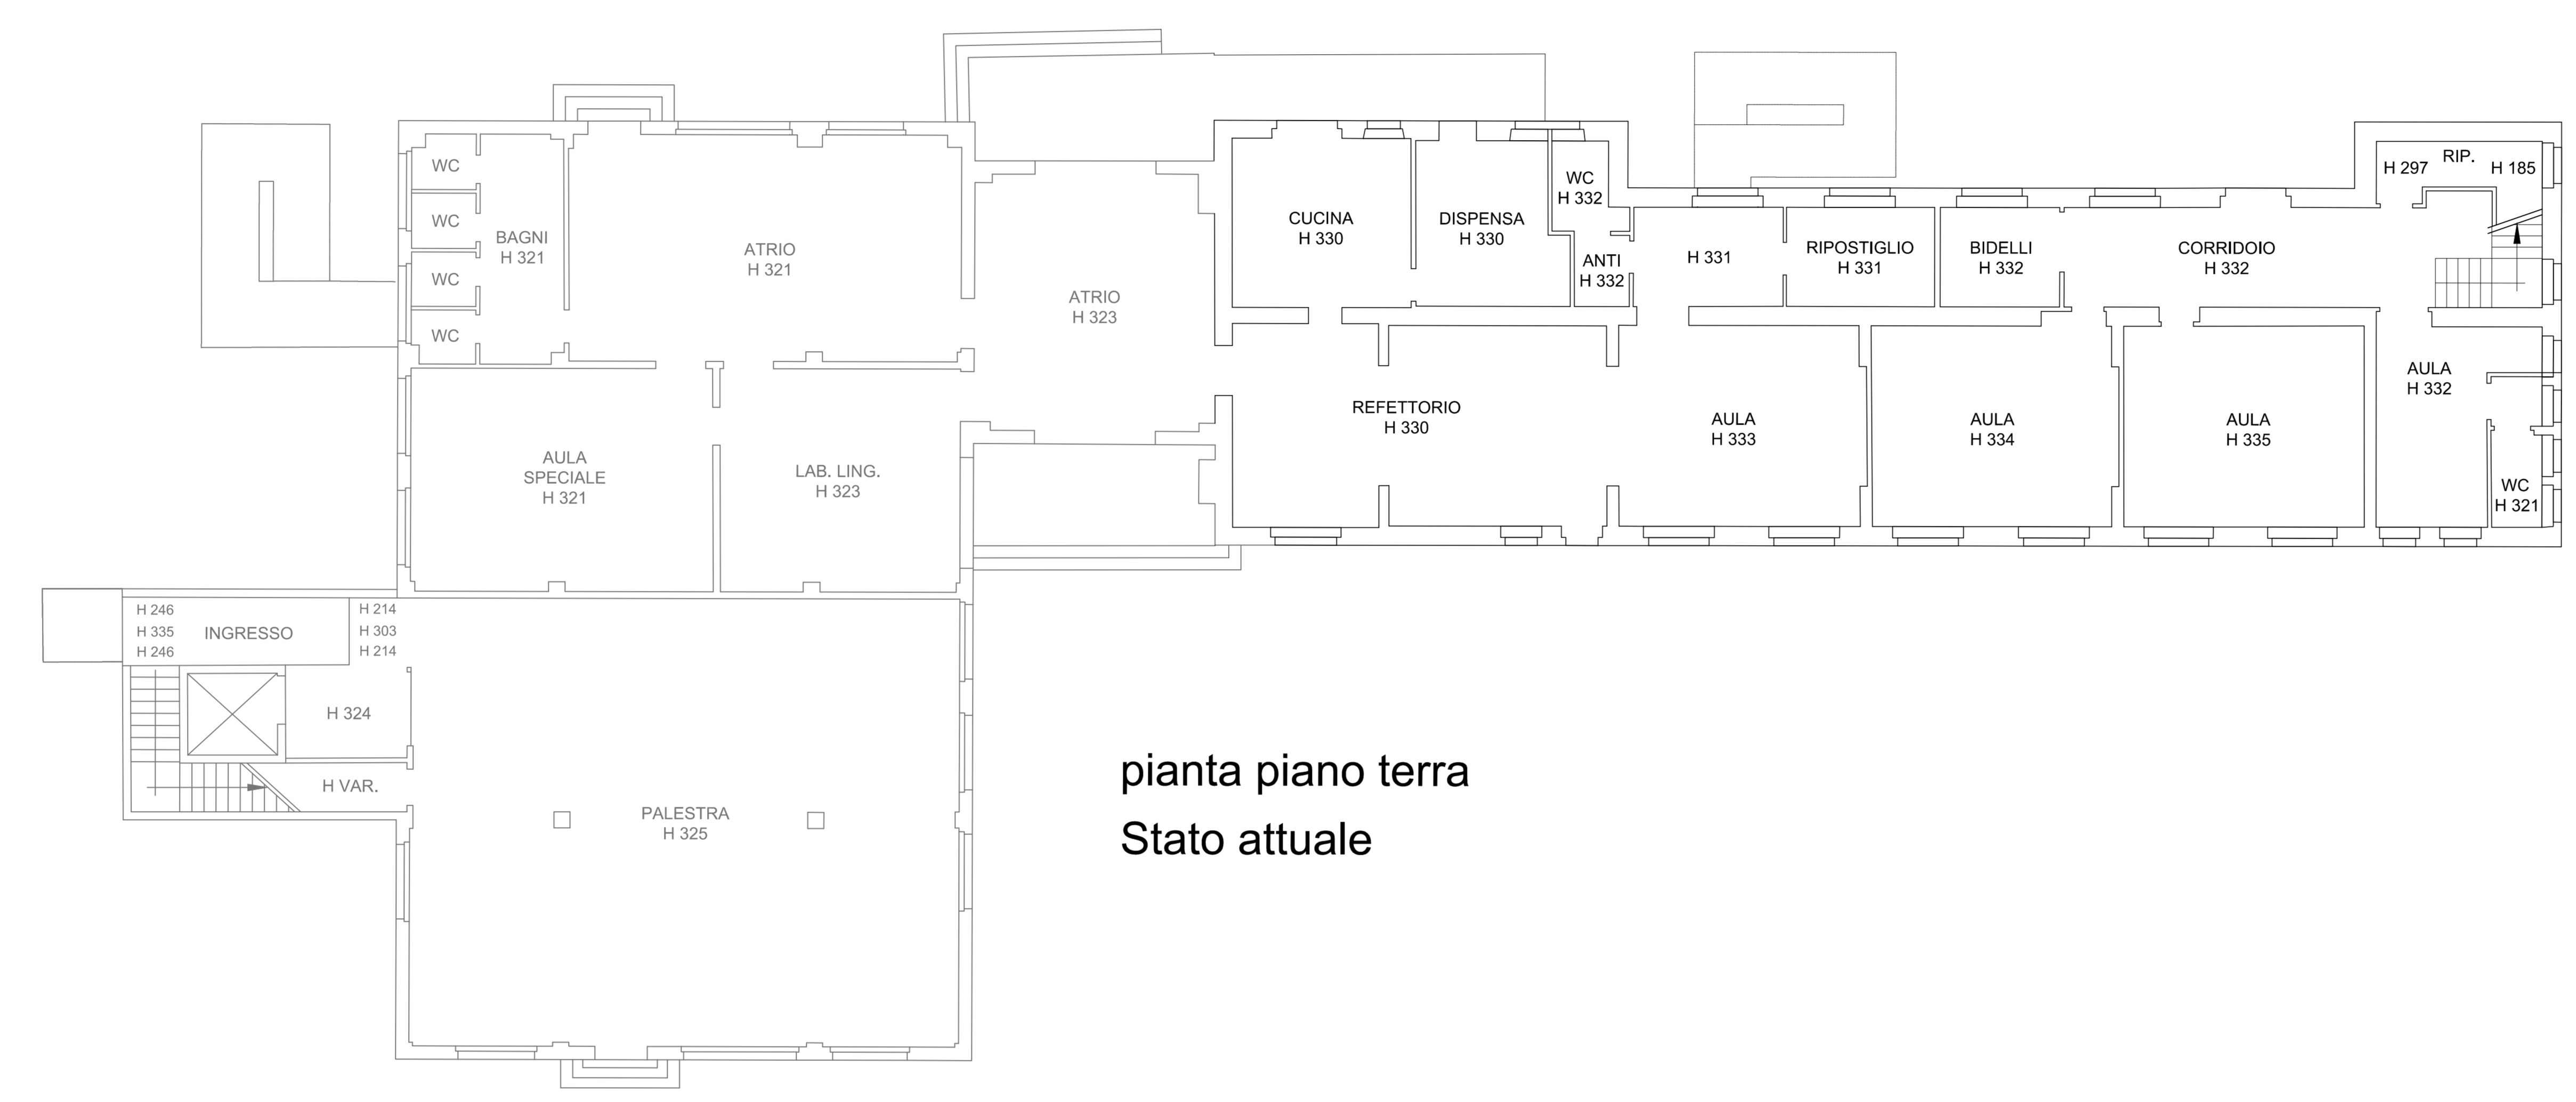 WC
WC
WC
WC
BAGNI
H 321
ATRIO
H 321
ATRIO
H 323
AULA
SPECIALE
H 321
LAB. LING.
H 323
CUCINA
H 330
DISPENSA
H 330
WC
H 332
ANTI
H 332
H 331
RIPOSTIGLIO
H 331
BIDELLI
H 332
CORRIDOIO
H 332
RIP.
H 297
H 185
REFETTORIO
H 330
AULA
H 333
AULA
H 334
AULA
H 335
AULA
H 332
WC
H 321
H 246
H 335
H 246
INGRESSO
H 214
H 303
H 214
H 324
H VAR.
PALESTRA
H 325
pianta piano terra
Stato attuale